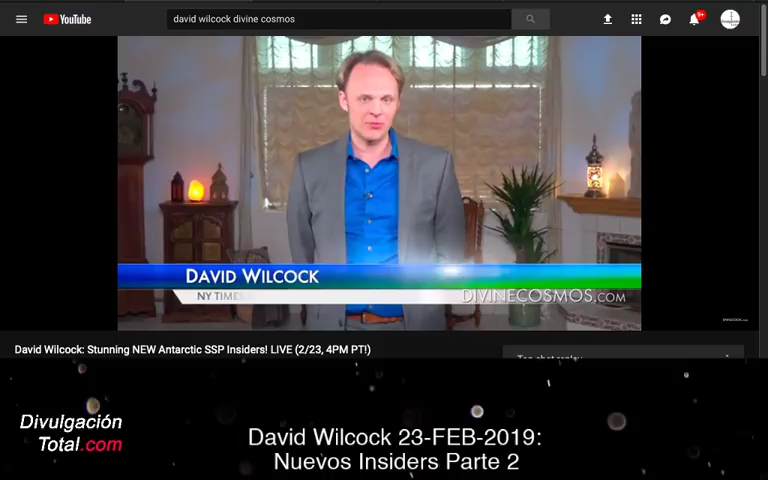 YouTube
david wilcock divine cosmos
9+
DAVID WILCOCK
NY TIMES
DIVINECOSMOS.COM
David Wilcock: Stunning NEW Antarctic SSP Insiders! LIVE (2/23, 4PM PT!)
Top chat replay
Divulgación
Total.com
David Wilcock 23-FEB-2019:
Nuevos Insiders Parte 2